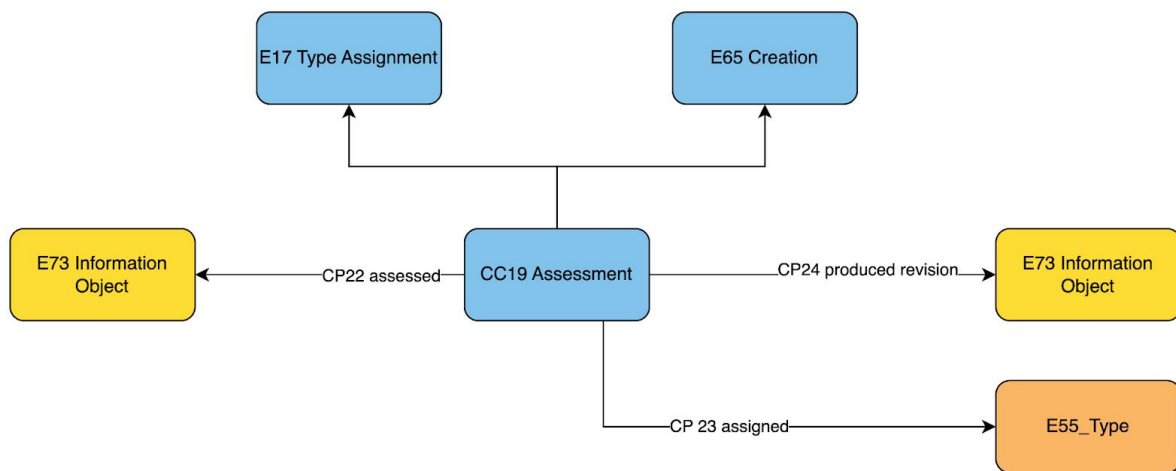 E17 Type Assignment
E65 Creation
E73 Information
Object
CP22 assessed
CC19 Assessment
CP24 produced revision
E73 Information
Object
CP 23 assigned
E55_Type